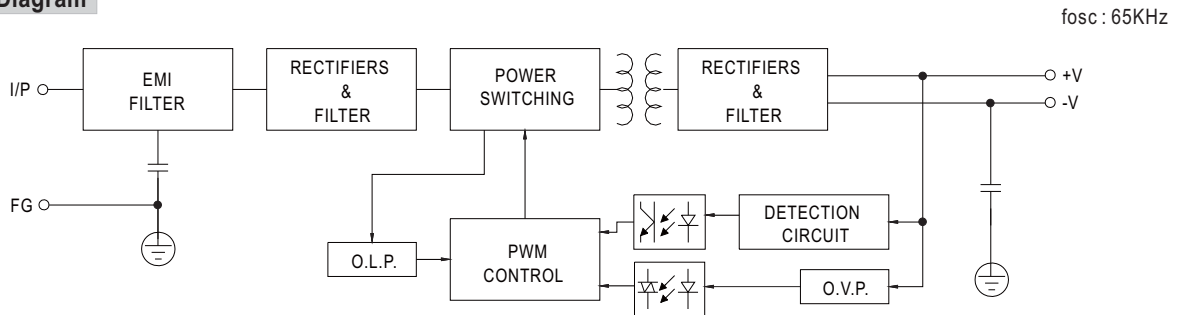 Diagram
fosc : 65KHz
I/P
EMI
FILTER
RECTIFIERS
&
FILTER
POWER
SWITCHING
RECTIFIERS
&
FILTER
+V
-V
FG
O.L.P.
PWM
CONTROL
DETECTION
CIRCUIT
O.V.P.